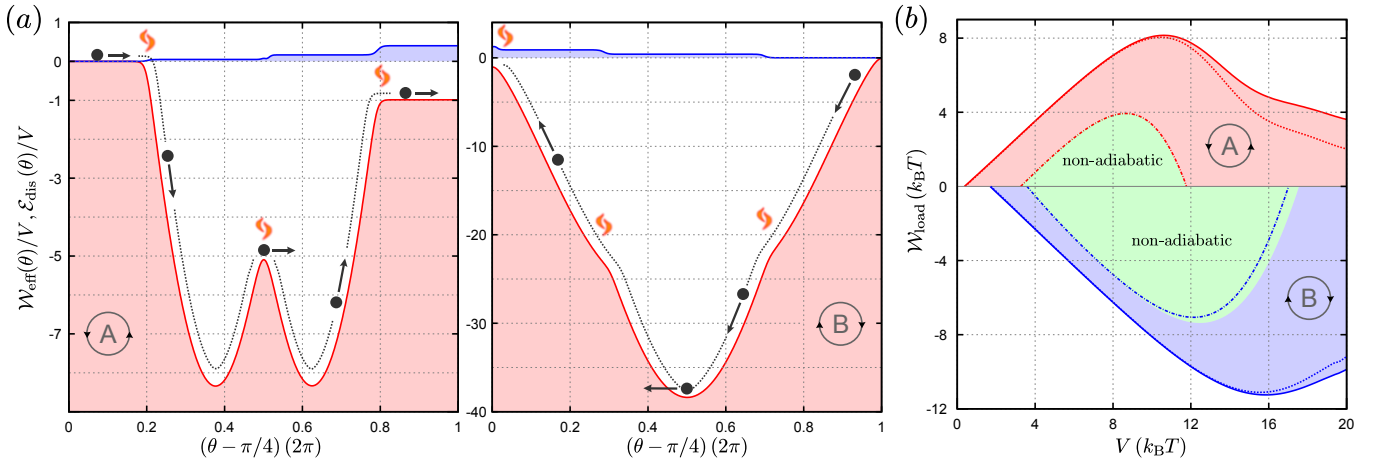 (a)
1
0
-1
-3
-5
-7
0
0.2
0.4
0.6
0.8
1
𝒲eff(θ)/V , ℰdis(θ)/V
(θ − π/4) (2π)
A
0
-10
-20
-30
-40
0
0.2
0.4
0.6
0.8
1
(θ − π/4) (2π)
B
(b)
8
4
0
-4
-8
-12
0
4
8
12
16
20
𝒲load (kBT)
V (kBT)
A
non-adiabatic
non-adiabatic
B